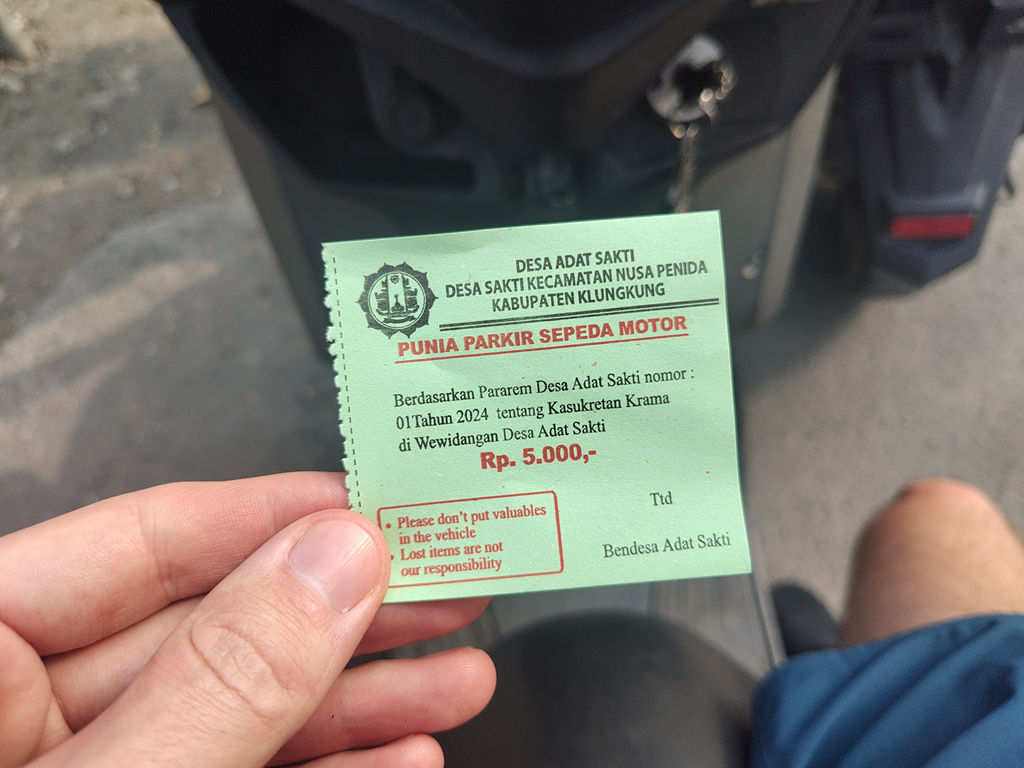 DESA ADAT SAKTI
DESA SAKTI KECAMATAN NUSA PENIDA
KABUPATEN KLUNGKUNG
PUNIA PARKIR SEPEDA MOTOR
Berdasarkan Pararem Desa Adat Sakti nomor :
01Tahun 2024 tentang Kasukretan Krama
di Wewidangan Desa Adat Sakti
Rp. 5.000,-
• Please don't put valuables
in the vehicle
• Lost items are not
our responsibility
Ttd
Bendesa Adat Sakti